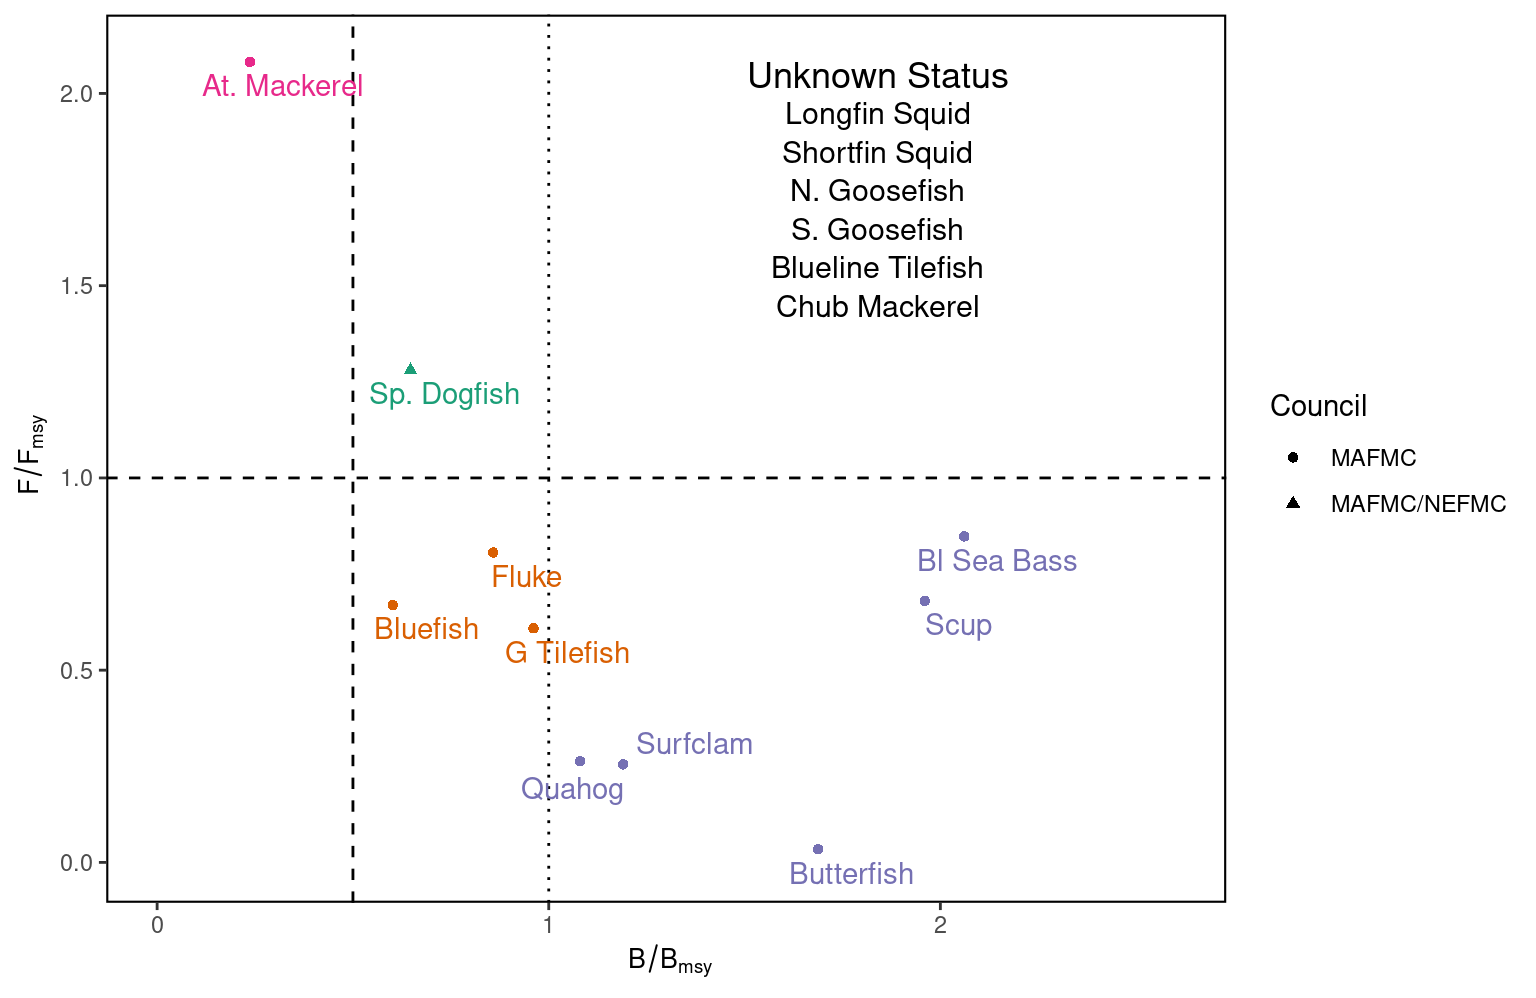 At. Mackerel
Unknown Status
Longfin Squid
Shortfin Squid
N. Goosefish
S. Goosefish
Blueline Tilefish
Chub Mackerel
Sp. Dogfish
Fluke
Bluefish
G Tilefish
Bl Sea Bass
Scup
Surfclam
Quahog
Butterfish
2.0
1.5
1.0
0.5
0.0
0
1
2
F/Fmsy
B/Bmsy
Council
MAFMC
MAFMC/NEFMC